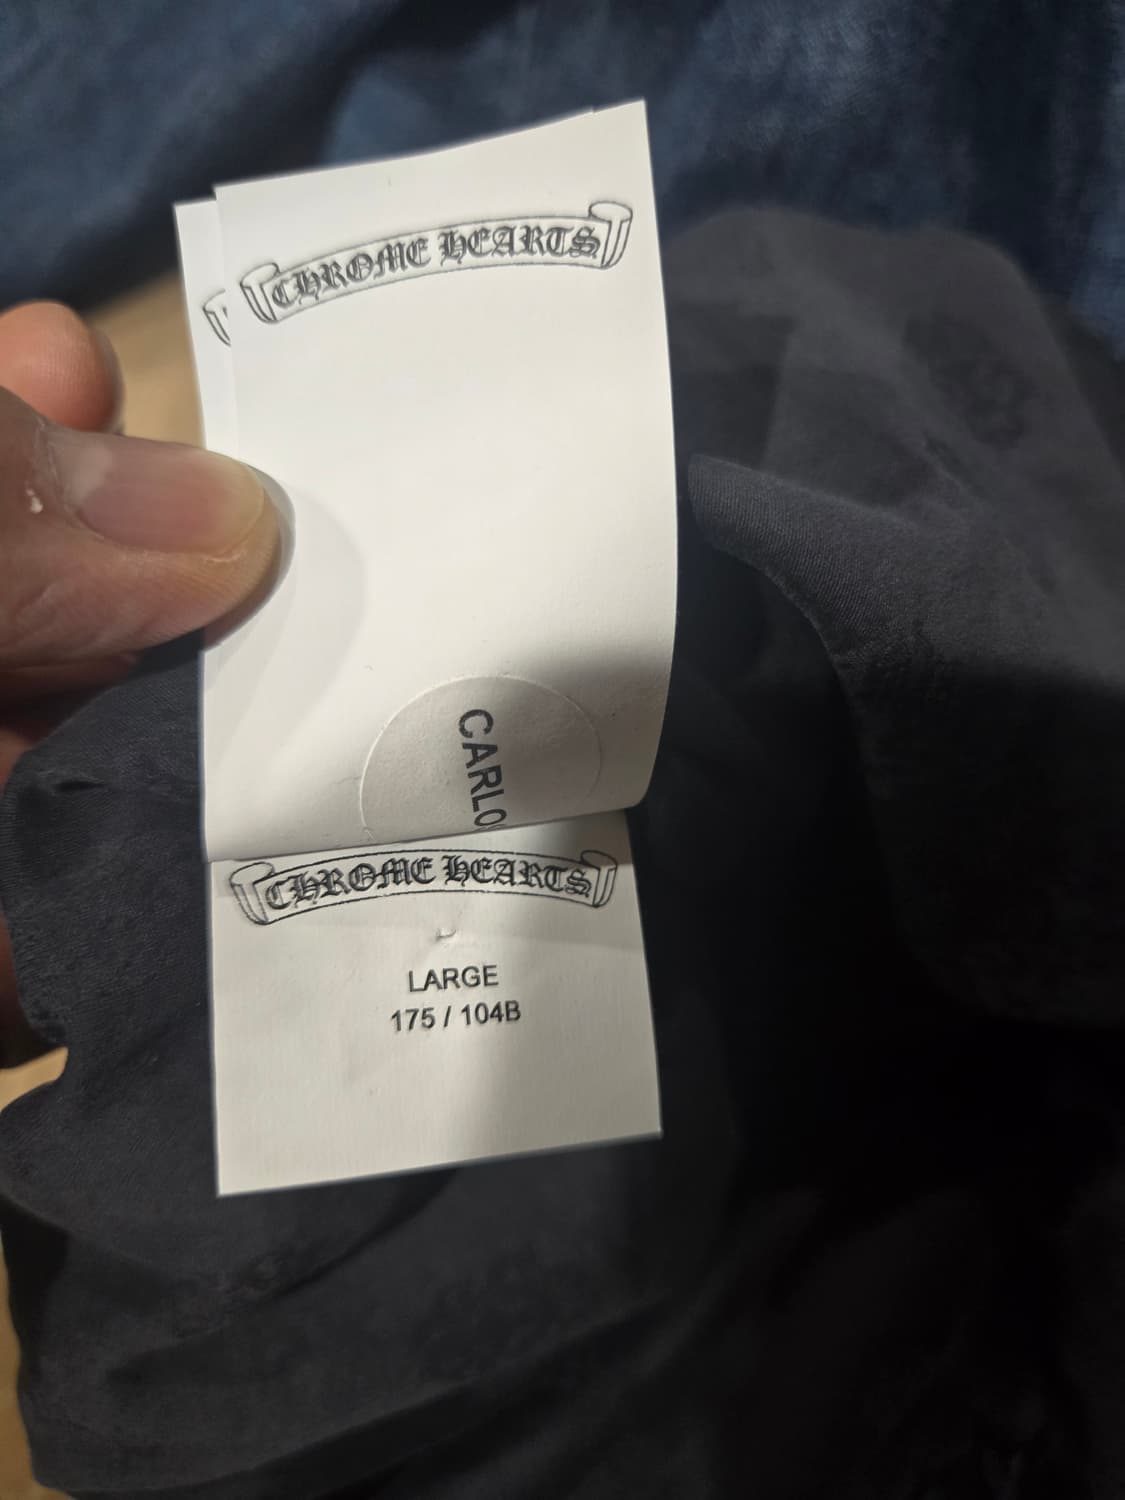 CHROME HEARTS
CARLO
CHROME HEARTS
LARGE
175 / 104B